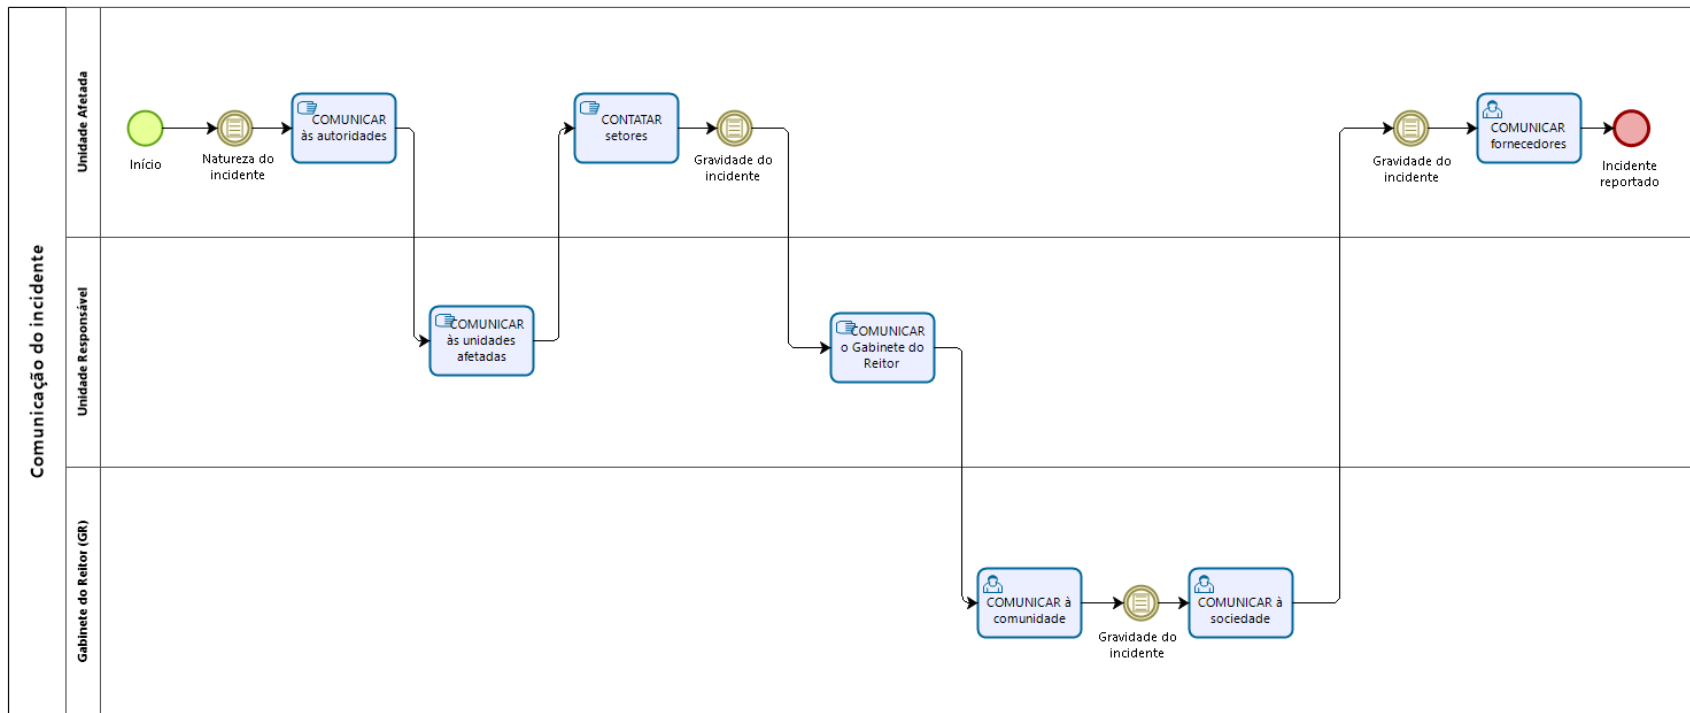 Comunicação do incidente
Unidade Afetada
Início
Natureza do
incidente
COMUNICAR
às autoridades
CONTATAR
setores
Gravidade do
incidente
Gravidade do
incidente
COMUNICAR
fornecedores
Incidente
reportado
Unidade Responsável
COMUNICAR
às unidades
afetadas
COMUNICAR
o Gabinete do
Reitor
Gabinete do Reitor (GR)
COMUNICAR à
comunidade
Gravidade do
incidente
COMUNICAR à
sociedade